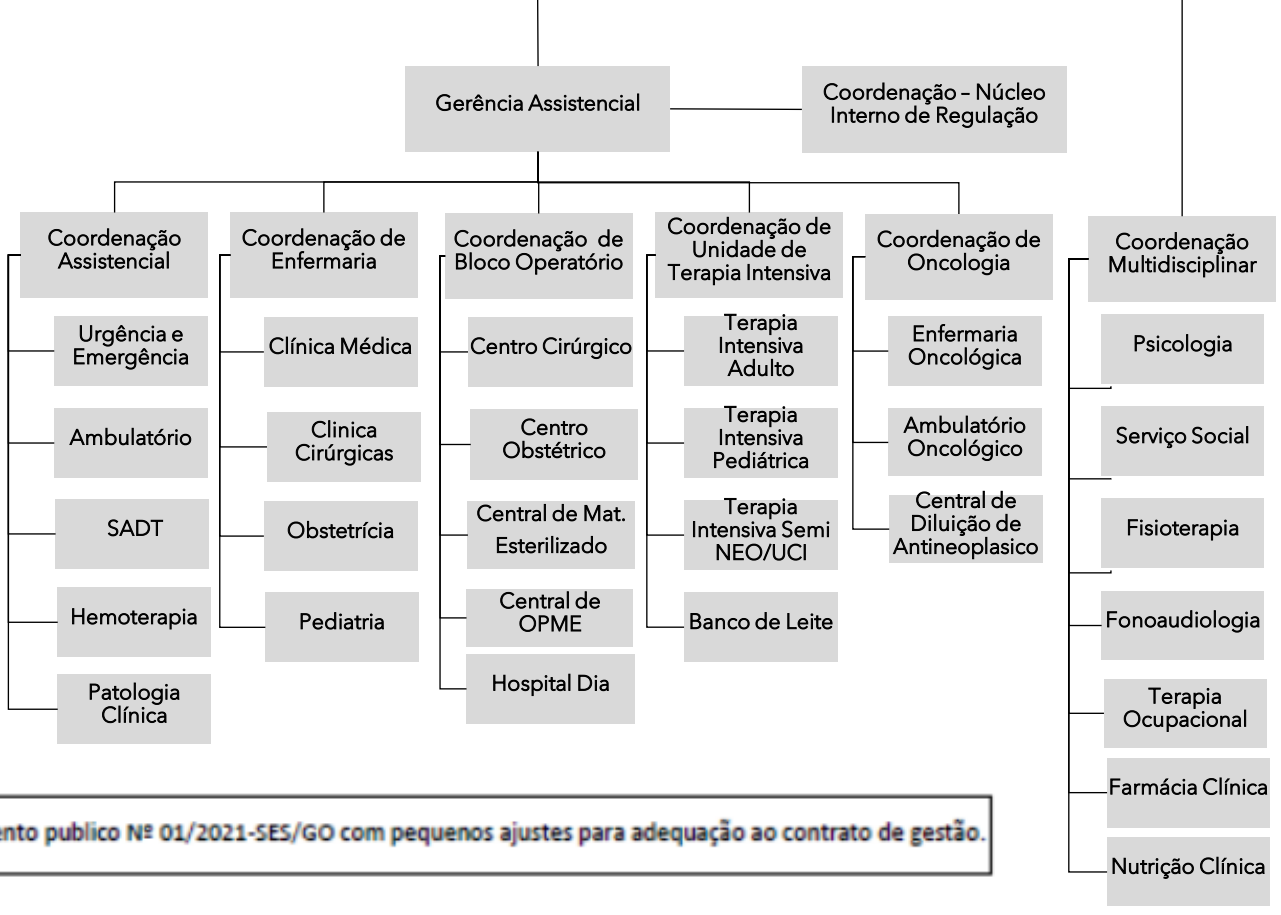 Gerência Assistencial
Coordenação – Núcleo
Interno de Regulação
Coordenação
Assistencial
Urgência e
Emergência
Ambulatório
SADT
Hemoterapia
Patologia
Clínica
Coordenação de
Enfermaria
Clínica Médica
Clinica
Cirúrgicas
Obstetrícia
Pediatria
Coordenação de
Bloco Operatório
Centro Cirúrgico
Centro
Obstétrico
Central de Mat.
Esterilizado
Central de
OPME
Hospital Dia
Coordenação de
Unidade de
Terapia Intensiva
Terapia
Intensiva
Adulto
Terapia
Intensiva
Pediátrica
Terapia
Intensiva Semi
NEO/UCI
Banco de Leite
Coordenação de
Oncologia
Enfermaria
Oncológica
Ambulatório
Oncológico
Central de
Diluição de
Antineoplasico
Coordenação
Multidisciplinar
Psicologia
Serviço Social
Fisioterapia
Fonoaudiologia
Terapia
Ocupacional
Farmácia Clínica
Nutrição Clínica
ento publico Nº 01/2021-SES/GO com pequenos ajustes para adequação ao contrato de gestão.